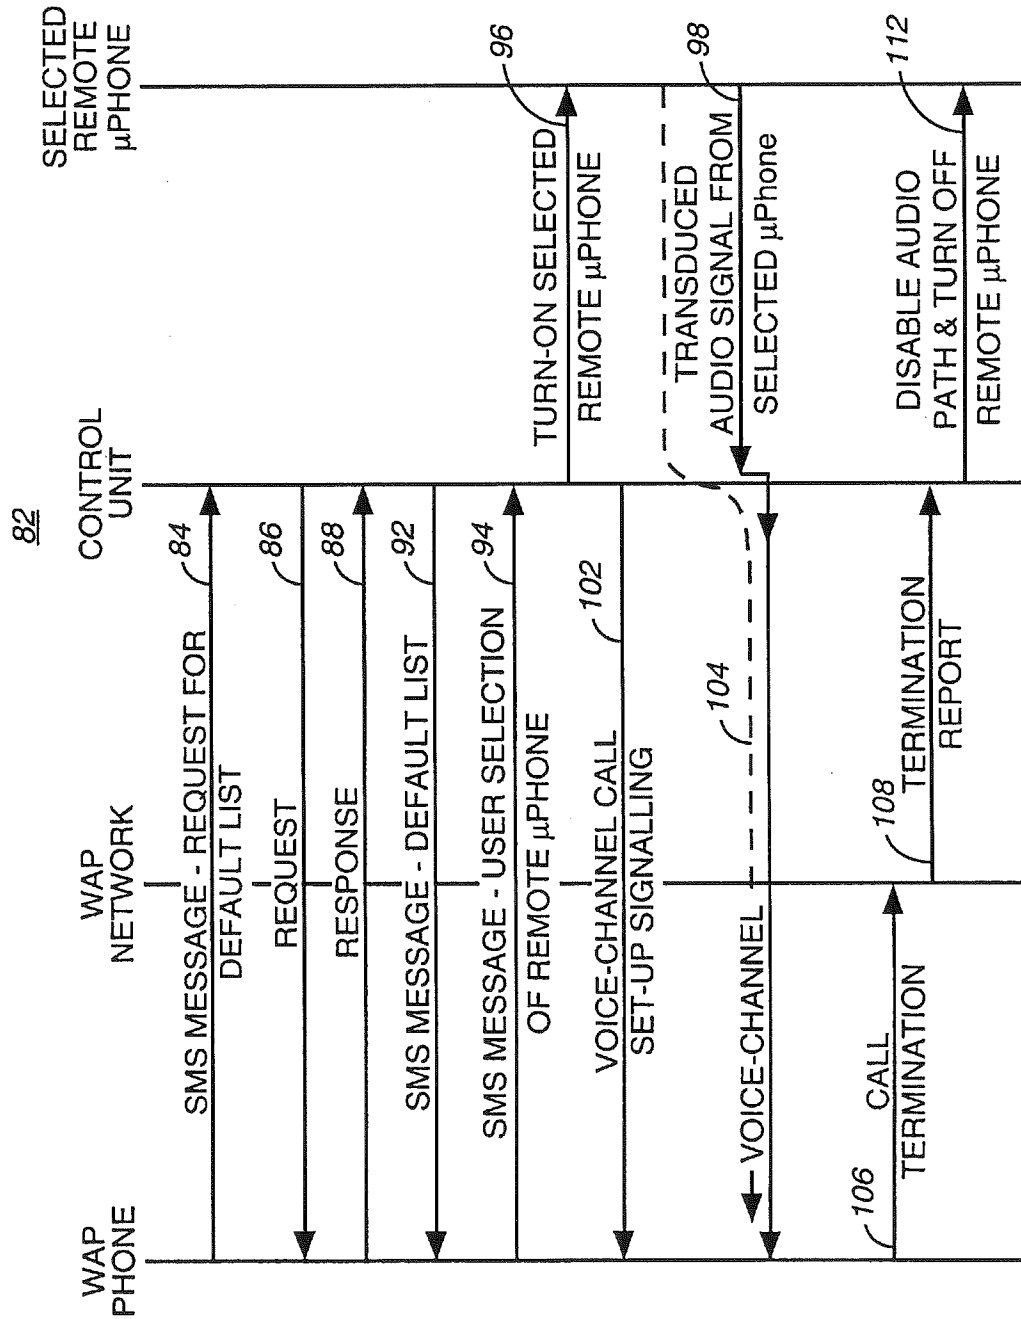 82
WAP
PHONE
WAP
NETWORK
CONTROL
UNIT
SELECTED
REMOTE
µPHONE
SMS MESSAGE - REQUEST FOR
DEFAULT LIST
84
REQUEST
86
RESPONSE
88
SMS MESSAGE - DEFAULT LIST
92
SMS MESSAGE - USER SELECTION
OF REMOTE µPHONE
94
TURN-ON SELECTED
REMOTE µPHONE
96
VOICE-CHANNEL CALL
SET-UP SIGNALLING
102
TRANSDUCED
AUDIO SIGNAL FROM
SELECTED µPhone
98
104
VOICE-CHANNEL
CALL
TERMINATION
106
TERMINATION
REPORT
108
DISABLE AUDIO
PATH & TURN OFF
REMOTE µPHONE
112